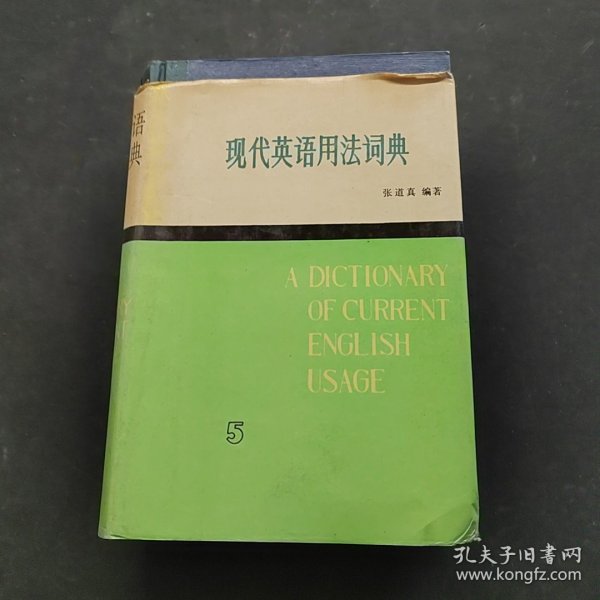 语
典
现代英语用法词典
张道真 编著
Y
A DICTIONARY
OF CURRENT
ENGLISH
USAGE
5
孔夫子旧书网
www.kongfz.com